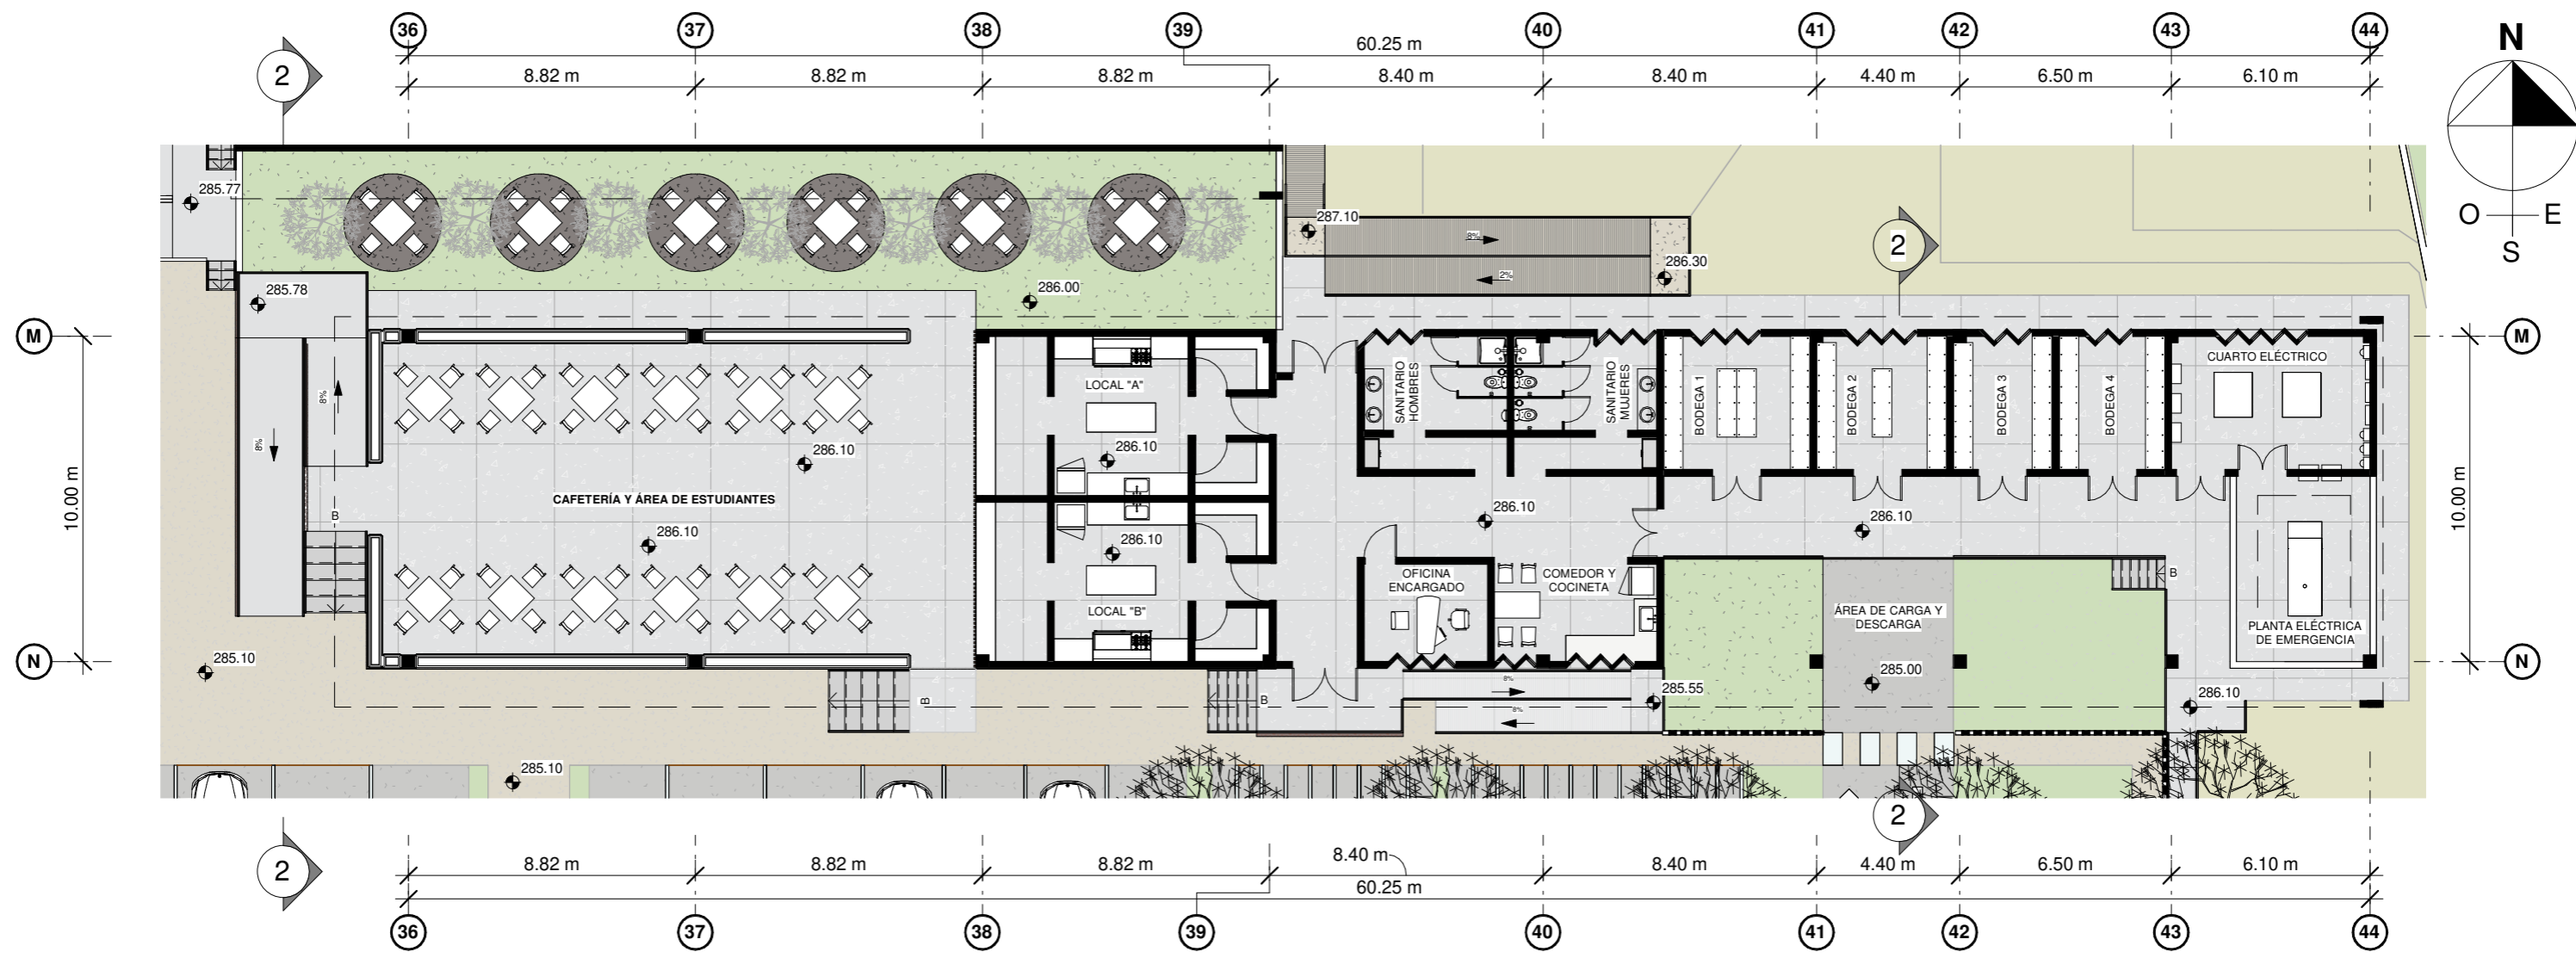 36 37 38 39 40 41 42 43 44
60.25 m
8.82 m 8.82 m 8.82 m 8.40 m 8.40 m 4.40 m 6.50 m 6.10 m
2
N
O E
S
2
285.77
287.10
286.30
285.78
286.00
M M
10.00 m
10.00 m
8%
2%
8%
8%
B
286.10
CAFETERÍA Y ÁREA DE ESTUDIANTES
286.10
LOCAL "A"
286.10
286.10
LOCAL "B"
SANITARIO
HOMBRES
SANITARIO
MUJERES
BODEGA 1
BODEGA 2
BODEGA 3
BODEGA 4
CUARTO ELÉCTRICO
286.10
286.10
OFICINA
ENCARGADO
COMEDOR Y
COCINETA
ÁREA DE CARGA Y
DESCARGA
B
PLANTA ELÉCTRICA
DE EMERGENCIA
N N
285.10
285.00
8%
285.55
286.10
B
B
8%
285.10
2
2
8.82 m 8.82 m 8.82 m 8.40 m 8.40 m 4.40 m 6.50 m 6.10 m
60.25 m
36 37 38 39 40 41 42 43 44